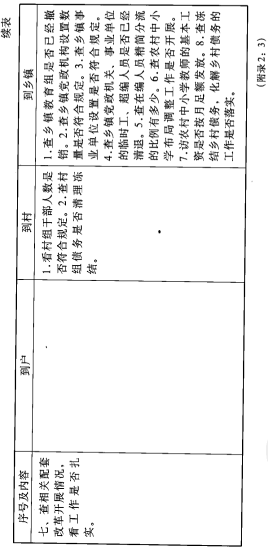 续表
序号及内容
到户
到村
到乡镇
七、查相关配套
改革开展情况,
看工作是否扎
实。
1.看村组干部人数是
否符合规定。2.查村
组债务是否清理冻
结。
1.查乡镇教育组是否已经撤
销。2.查乡镇党政机构设置数
量是否符合规定。3.查乡镇事
业单位设置是否符合规定。
4.查乡镇党政机关、事业单位
的临时工、超编人员是否已经
清退。5.查在编人员精简分流
的比例有多少。6.查农村中小
学布局调整工作是否开展。
7.访农村中小学教师的基本工
资是否按月足额发放。8.查冻
结乡村债务,化解乡村债务的
工作是否落实。
(附录2:3)